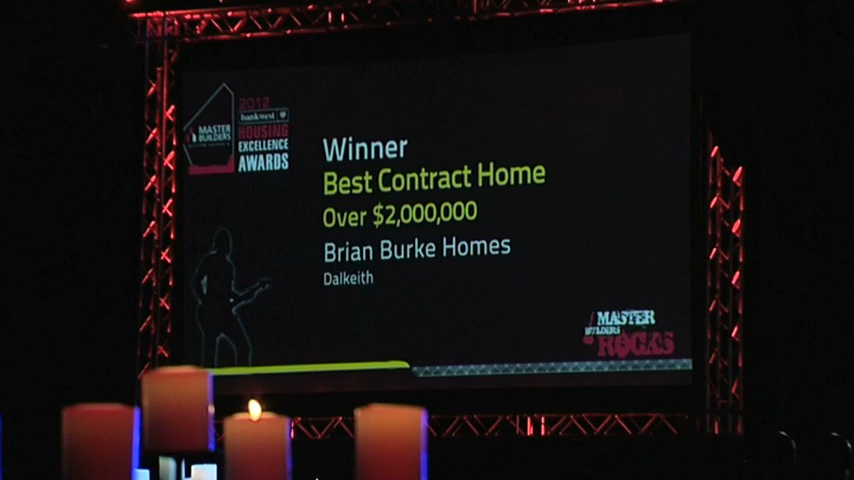 2012
bankwest
MASTER
BUILDERS
HOUSING
EXCELLENCE
AWARDS
Winner
Best Contract Home
Over $2,000,000
Brian Burke Homes
Dalkeith
MASTER
BUILDERS
ROCKS